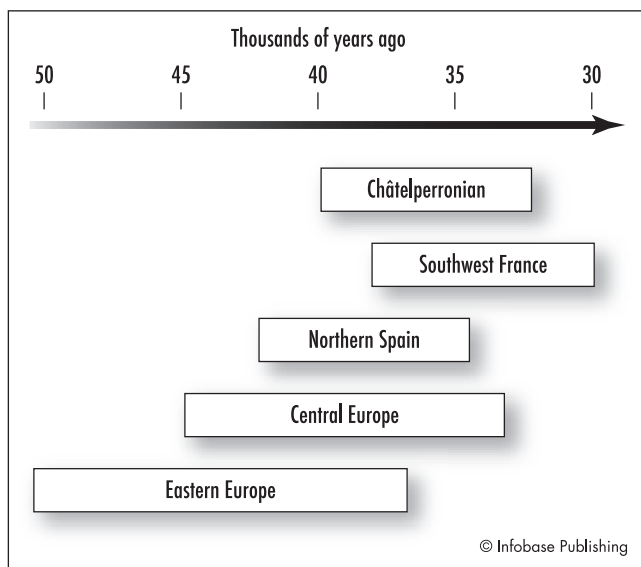 Thousands of years ago
50 45 40 35 30
Châtelperronian
Southwest France
Northern Spain
Central Europe
Eastern Europe
© Infobase Publishing